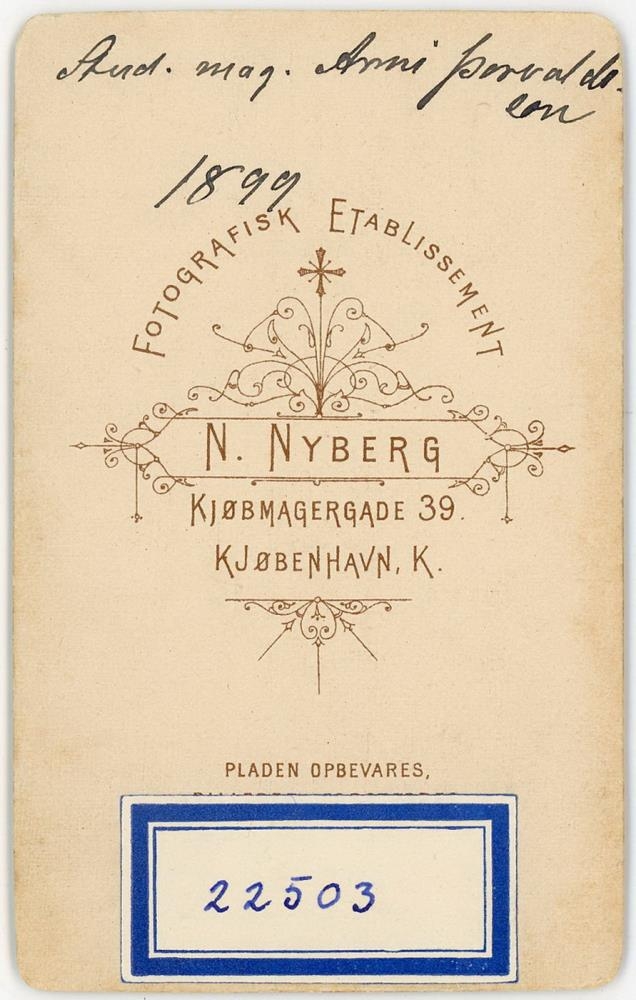 Stud. mag. Arni Þorvalds-
son
1899
FOTOGRAFISK ETABLISSEMENT
N. NYBERG
KJØBMAGERGADE 39.
KJØBENHAVN, K.
PLADEN OPBEVARES,
22503